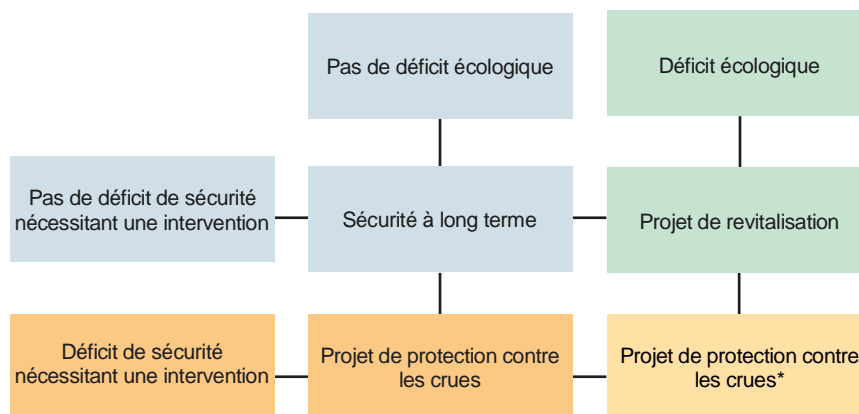 Pas de déficit écologique
Déficit écologique
Pas de déficit de sécurité
nécessitant une intervention
Sécurité à long terme
Projet de revitalisation
Déficit de sécurité
nécessitant une intervention
Projet de protection contre
les crues
Projet de protection contre
les crues*